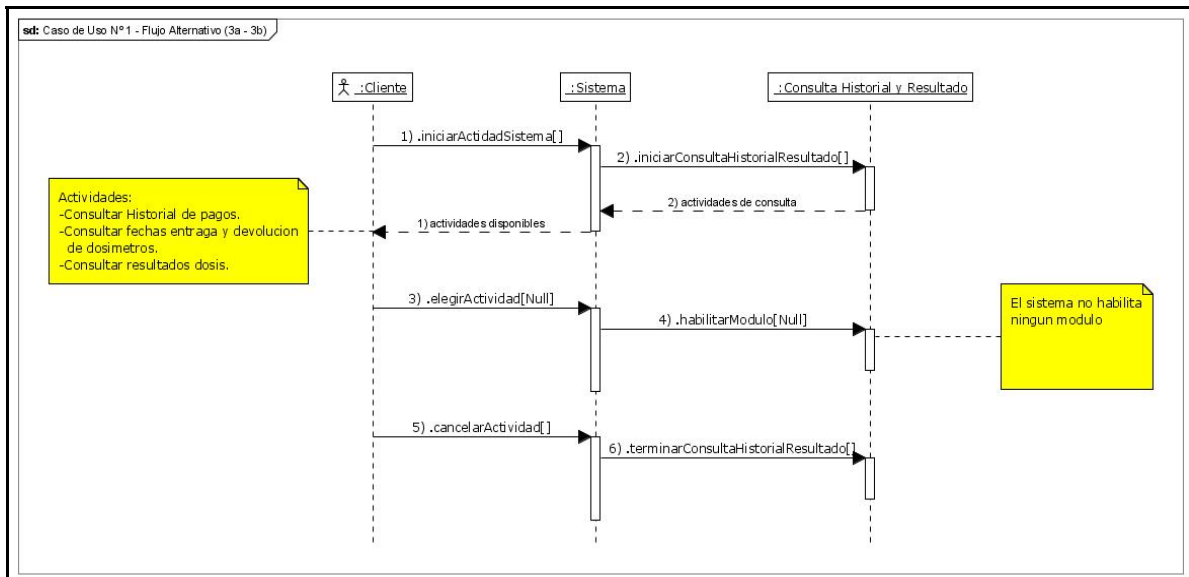 sd: Caso de Uso N°1 - Flujo Alternativo (3a - 3b)
:Cliente
:Sistema
:Consulta Historial y Resultado
1) .iniciarActidadSistema[]
2) .iniciarConsultaHistorialResultado[]
2) actividades de consulta
1) actividades disponibles
Actividades:
-Consultar Historial de pagos.
-Consultar fechas entraga y devolucion
de dosimetros.
-Consultar resultados dosis.
3) .elegirActividad[Null]
4) .habilitarModulo[Null]
El sistema no habilita
ningun modulo
5) .cancelarActividad[]
6) .terminarConsultaHistorialResultado[]